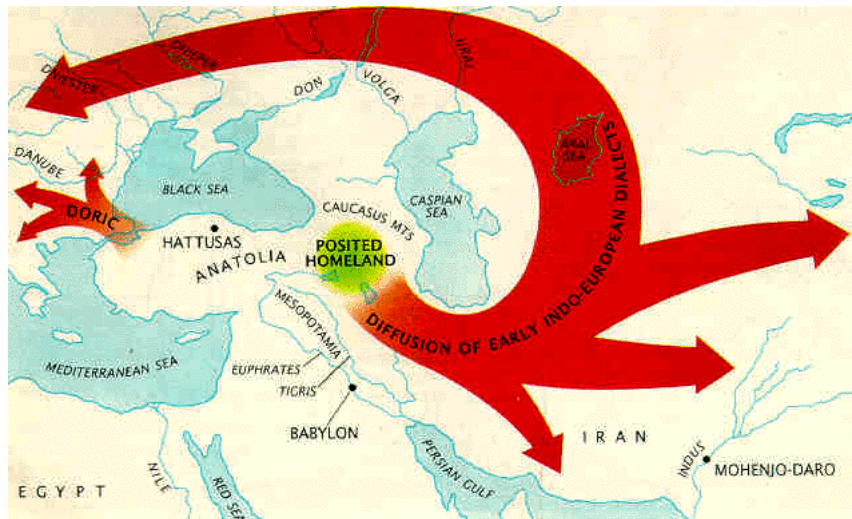 DNIESTER
DNIEPER
DON
VOLGA
URAL
ARAL
SEA
DANUBE
BLACK SEA
CASPIAN
SEA
CAUCASUS MTS
DORIC
HATTUSAS
ANATOLIA
POSITED
HOMELAND
DIFFUSION OF EARLY INDO-EUROPEAN DIALECTS
MESOPOTAMIA
MEDITERRANEAN SEA
EUPHRATES
TIGRIS
BABYLON
IRAN
INDUS
MOHENJO-DARO
PERSIAN GULF
EGYPT
NILE
RED SEA